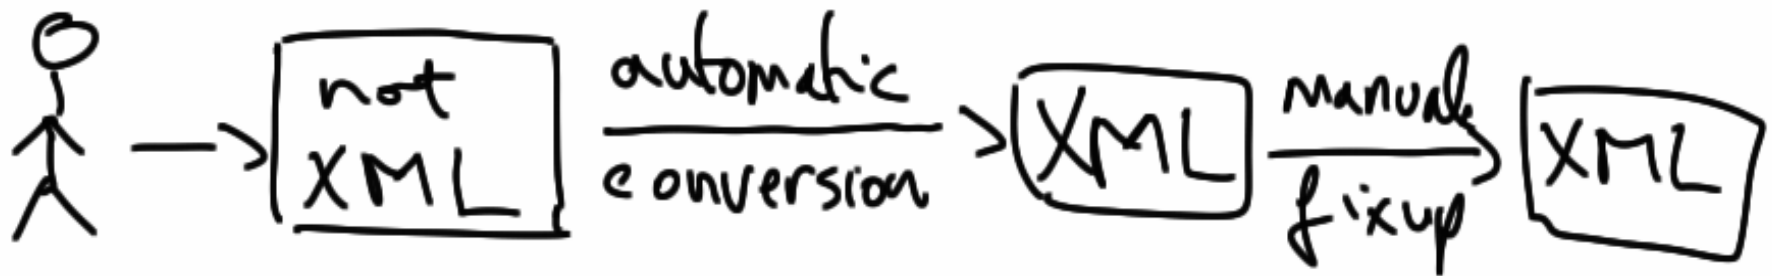 not
XML
automatic
conversion
XML
manual
fixup
XML